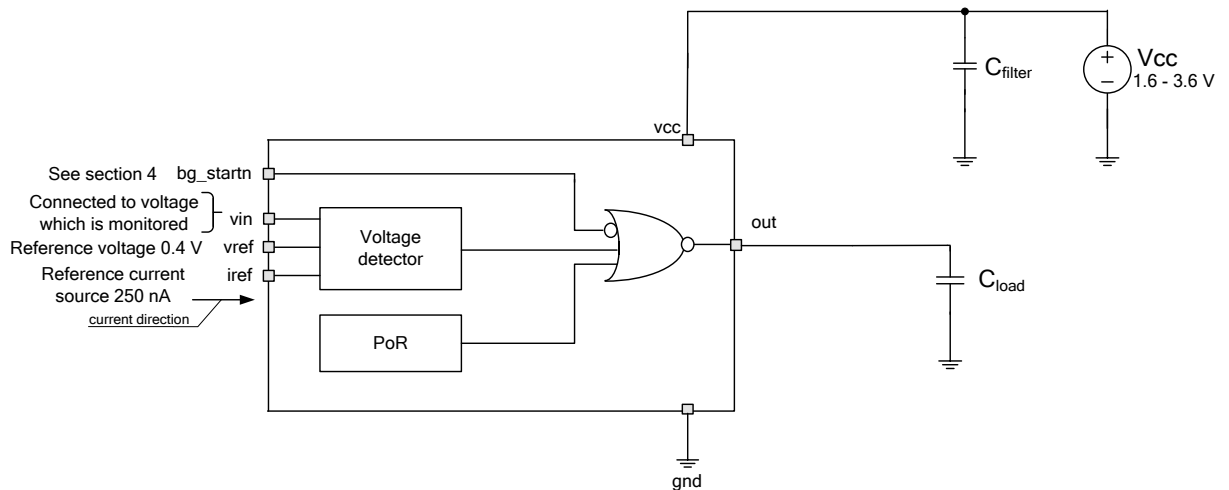 Vcc
1.6 - 3.6 V
+
−
Cfilter
vcc
See section 4
bg_startn
Connected to voltage
which is monitored
vin
Reference voltage 0.4 V
vref
Reference current
source 250 nA
iref
current direction
Voltage
detector
PoR
out
Cload
gnd